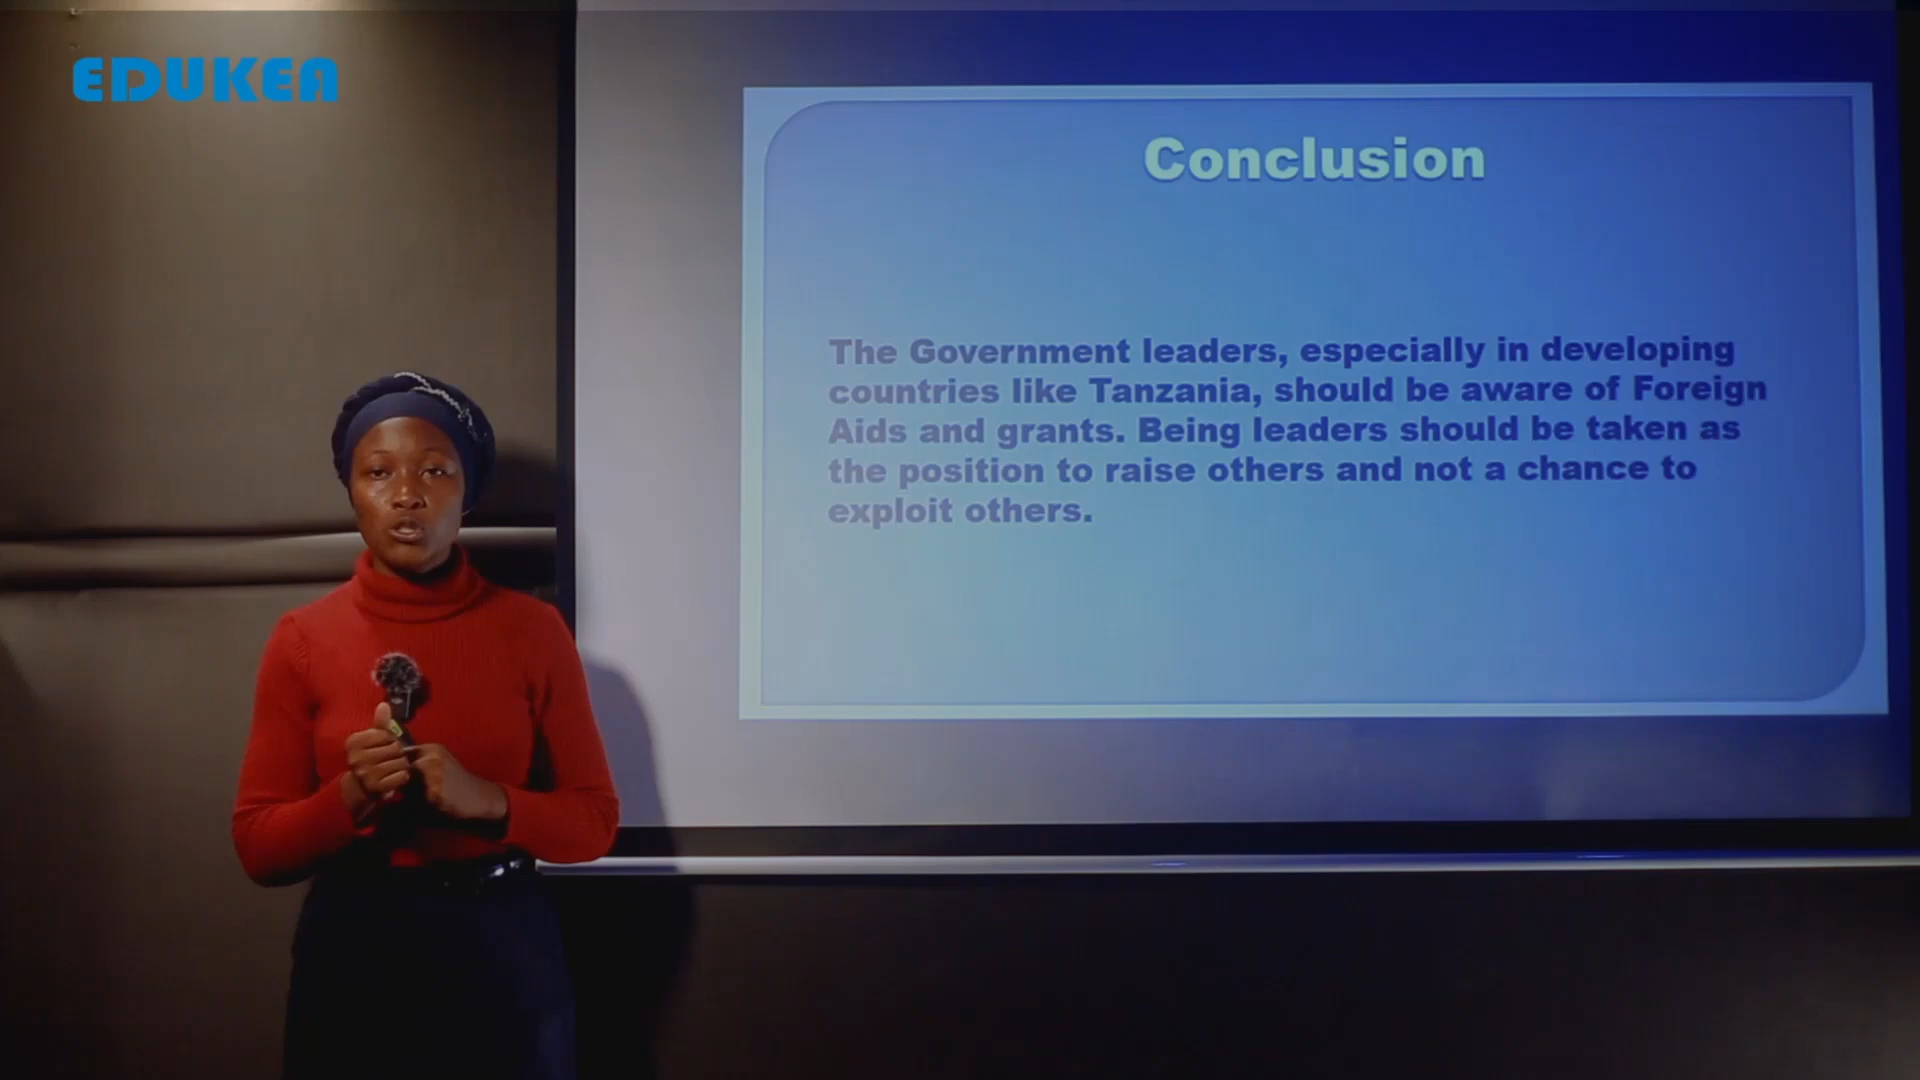 EDUKEA
Conclusion
The Government leaders, especially in developing
countries like Tanzania, should be aware of Foreign
Aids and grants. Being leaders should be taken as
the position to raise others and not a chance to
exploit others.